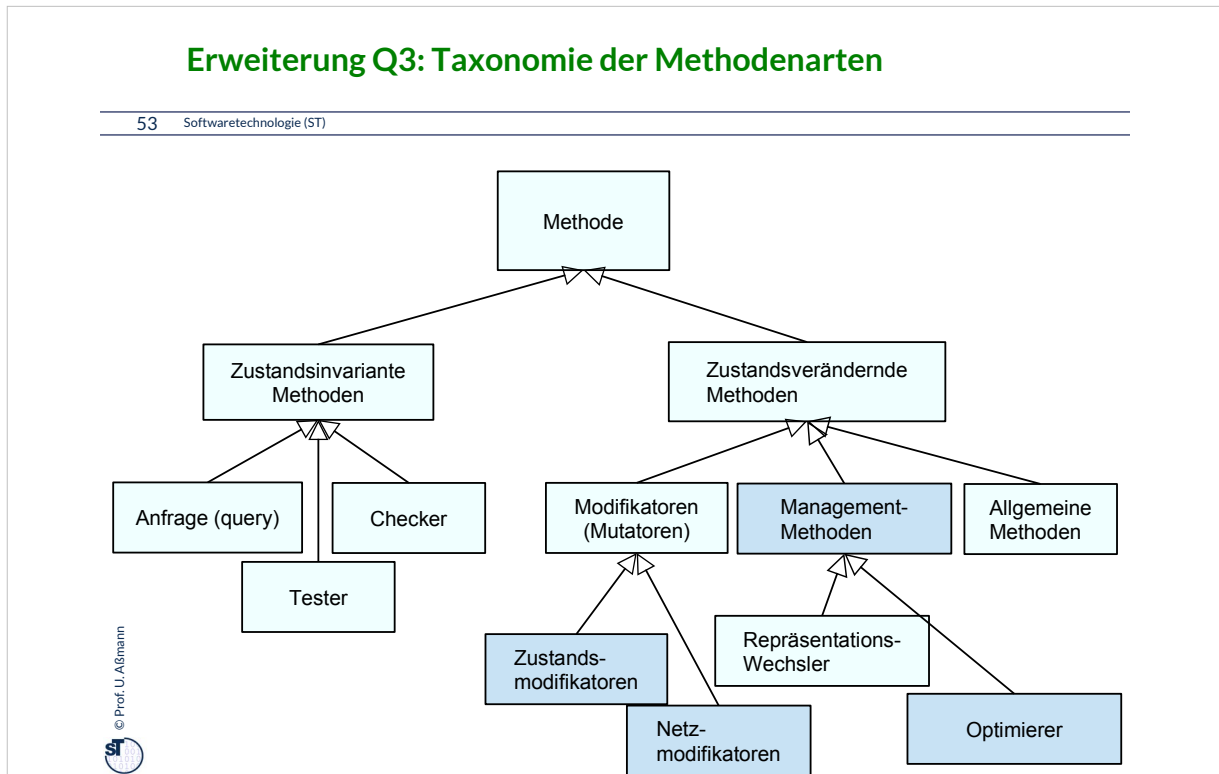 Erweiterung Q3: Taxonomie der Methodenarten
53 Softwaretechnologie (ST)
Methode
Zustandsinvariante
Methoden
Zustandsverändernde
Methoden
Anfrage (query)
Tester
Checker
Modifikatoren
(Mutatoren)
Management-
Methoden
Allgemeine
Methoden
Zustands-
modifikatoren
Netz-
modifikatoren
Repräsentations-
Wechsler
Optimierer
© Prof. U. Aßmann
ST